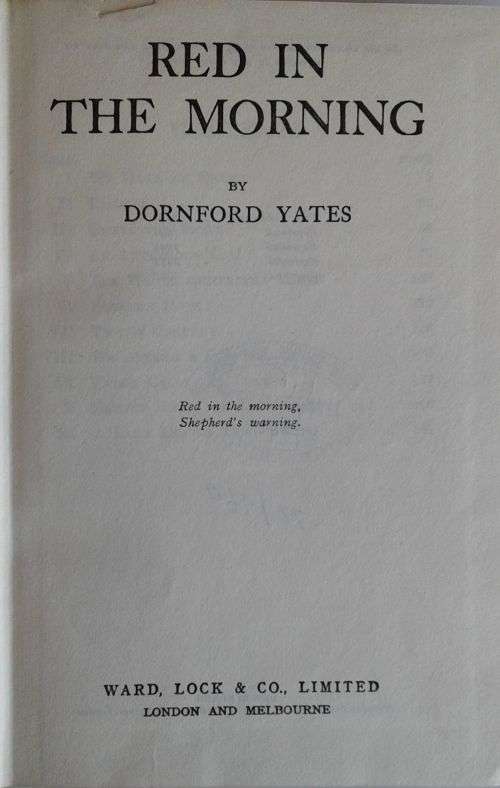 RED IN
THE MORNING
BY
DORNFORD YATES
Red in the morning,
Shepherd's warning.
WARD, LOCK & CO., LIMITED
LONDON AND MELBOURNE